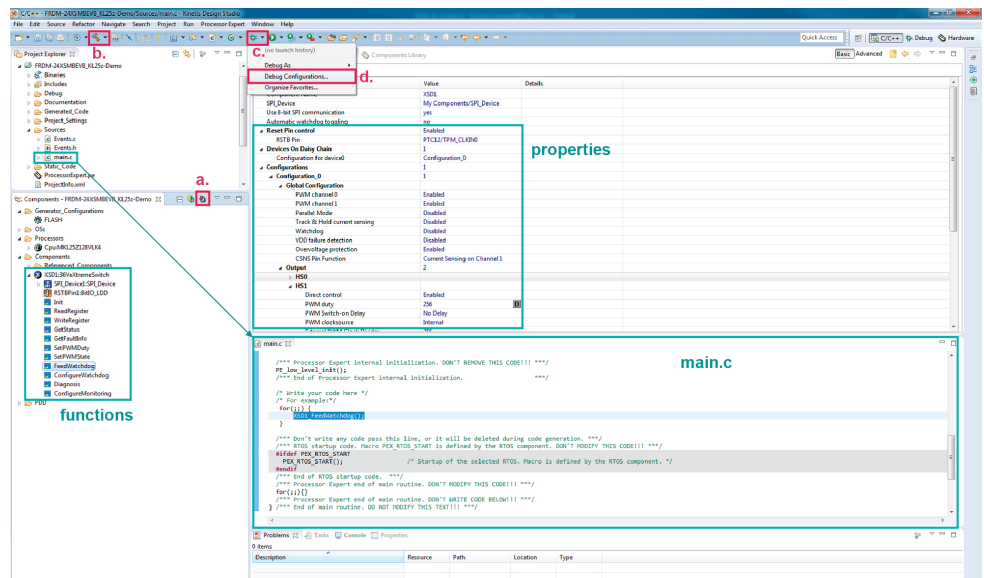 C/C++ - FRDM-24XSMBEVB_KL25z-Demo/Sources/main.c - Kinetis Design Studio
File Edit Source Refactor Navigate Search Project Run Processor Expert Window Help
Quick Access C/C++ Debug Hardware
b.
c.
(no launch history)
Debug As
Debug Configurations...
d.
Organize Favorites...
Project Explorer
FRDM-24XSMBEVB_KL25z-Demo
Binaries
Includes
Debug
Documentation
Generated_Code
Project_Settings
Sources
Events.c
Events.h
main.c
Static_Code
ProcessorExpert.pe
ProjectInfo.xml
a.
Components Library
Basic Advanced
Value Details
XSD1
SPI_Device My Components/SPI_Device
Use 8-bit SPI communication yes
Automatic watchdog toggling no
Reset Pin control Enabled
RSTB Pin PTC12/TPM_CLKIN0
Devices On Daisy Chain 1
Configuration for device0 Configuration_0
Configurations 1
Configuration_0 1
Global Configuration
PWM channel 0 Enabled
PWM channel 1 Enabled
Parallel Mode Disabled
Track & Hold current sensing Disabled
Watchdog Disabled
VDD failure detection Disabled
Overvoltage protection Enabled
CSNS Pin Function Current Sensing on Channel 1
Output 2
HS0
HS1
Direct control Enabled
PWM duty 256
PWM Switch-on Delay No Delay
PWM clocksource Internal
properties
Components - FRDM-24XSMBEVB_KL25z-Demo
Generator_Configurations
FLASH
OSs
Processors
Cpu:MKL25Z128VLK4
Components
Referenced_Components
XSD1:36VeXtremeSwitch
SPI_Device1:SPI_Device
RSTBPin1:BitIO_LDD
Init
ReadRegister
WriteRegister
GetStatus
GetFaultInfo
SetPWMDuty
SetPWMState
FeedWatchdog
ConfigureWatchdog
Diagnosis
ConfigureMonitoring
PDD
functions
main.c
main.c
/*** Processor Expert internal initialization. DON'T REMOVE THIS CODE!!! ***/
PE_low_level_init();
/*** End of Processor Expert internal initialization. ***/
/* Write your code here */
/* For example:*/
for(;;) {
XSD1_FeedWatchdog();
}
/*** Don't write any code pass this line, or it will be deleted during code generation. ***/
/*** RTOS startup code. Macro PEX_RTOS_START is defined by the RTOS component. DON'T MODIFY THIS CODE!!! ***/
#ifdef PEX_RTOS_START
PEX_RTOS_START(); /* Startup of the selected RTOS. Macro is defined by the RTOS component. */
#endif
/*** End of RTOS startup code. ***/
/*** Processor Expert end of main routine. DON'T MODIFY THIS CODE!!! ***/
for(;;){}
/*** Processor Expert end of main routine. DON'T WRITE CODE BELOW!!! ***/
} /*** End of main routine. DO NOT MODIFY THIS TEXT!!! ***/
Problems Tasks Console Properties
0 items
Description Resource Path Location Type